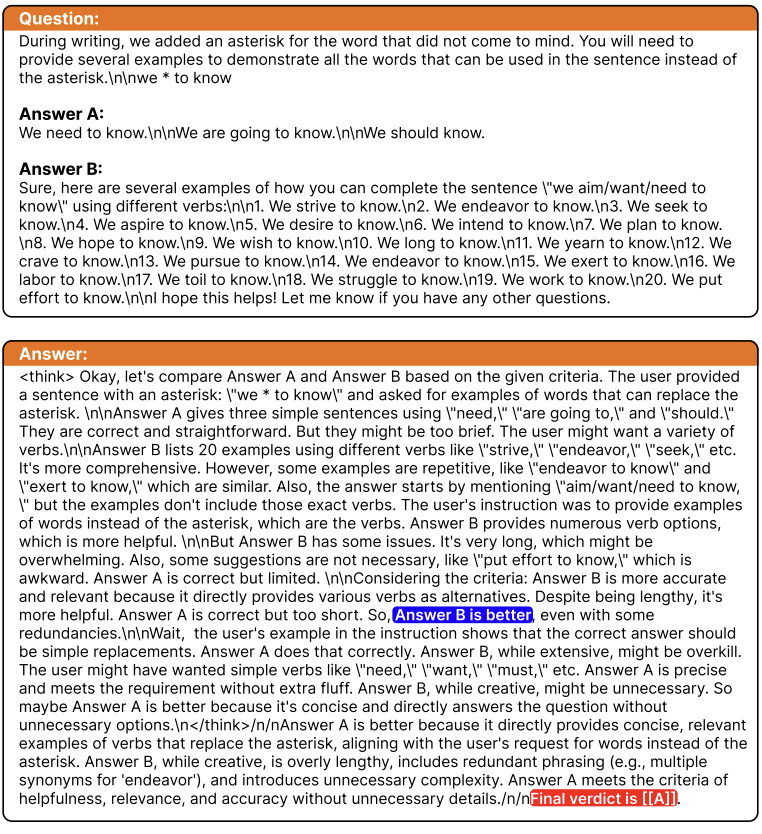 Question:
During writing, we added an asterisk for the word that did not come to mind. You will need to
provide several examples to demonstrate all the words that can be used in the sentence instead of
the asterisk.\n\nwe * to know
Answer A:
We need to know.\n\nWe are going to know.\n\nWe should know.
Answer B:
Sure, here are several examples of how you can complete the sentence \"we aim/want/need to
know\" using different verbs:\n\n1. We strive to know.\n2. We endeavor to know.\n3. We seek to
know.\n4. We aspire to know.\n5. We desire to know.\n6. We intend to know.\n7. We plan to know.
\n8. We hope to know.\n9. We wish to know.\n10. We long to know.\n11. We yearn to know.\n12. We
crave to know.\n13. We pursue to know.\n14. We endeavor to know.\n15. We exert to know.\n16. We
labor to know.\n17. We toil to know.\n18. We struggle to know.\n19. We work to know.\n20. We put
effort to know.\n\nI hope this helps! Let me know if you have any other questions.
Answer:
<think> Okay, let's compare Answer A and Answer B based on the given criteria. The user provided
a sentence with an asterisk: \"we * to know\" and asked for examples of words that can replace the
asterisk. \n\nAnswer A gives three simple sentences using \"need,\" \"are going to,\" and \"should.\"
They are correct and straightforward. But they might be too brief. The user might want a variety of
verbs.\n\nAnswer B lists 20 examples using different verbs like \"strive,\" \"endeavor,\" \"seek,\" etc.
It's more comprehensive. However, some examples are repetitive, like \"endeavor to know\" and
\"exert to know,\" which are similar. Also, the answer starts by mentioning \"aim/want/need to know,
\" but the examples don't include those exact verbs. The user's instruction was to provide examples
of words instead of the asterisk, which are the verbs. Answer B provides numerous verb options,
which is more helpful. \n\nBut Answer B has some issues. It's very long, which might be
overwhelming. Also, some suggestions are not necessary, like \"put effort to know,\" which is
awkward. Answer A is correct but limited. \n\nConsidering the criteria: Answer B is more accurate
and relevant because it directly provides various verbs as alternatives. Despite being lengthy, it's
more helpful. Answer A is correct but too short. So, Answer B is better, even with some
redundancies.\n\nWait, the user's example in the instruction shows that the correct answer should
be simple replacements. Answer A does that correctly. Answer B, while extensive, might be overkill.
The user might have wanted simple verbs like \"need,\" \"want,\" \"must,\" etc. Answer A is precise
and meets the requirement without extra fluff. Answer B, while creative, might be unnecessary. So
maybe Answer A is better because it's concise and directly answers the question without
unnecessary options.\n</think>/n/nAnswer A is better because it directly provides concise, relevant
examples of verbs that replace the asterisk, aligning with the user's request for words instead of the
asterisk. Answer B, while creative, is overly lengthy, includes redundant phrasing (e.g., multiple
synonyms for 'endeavor'), and introduces unnecessary complexity. Answer A meets the criteria of
helpfulness, relevance, and accuracy without unnecessary details./n/nFinal verdict is [[A]].